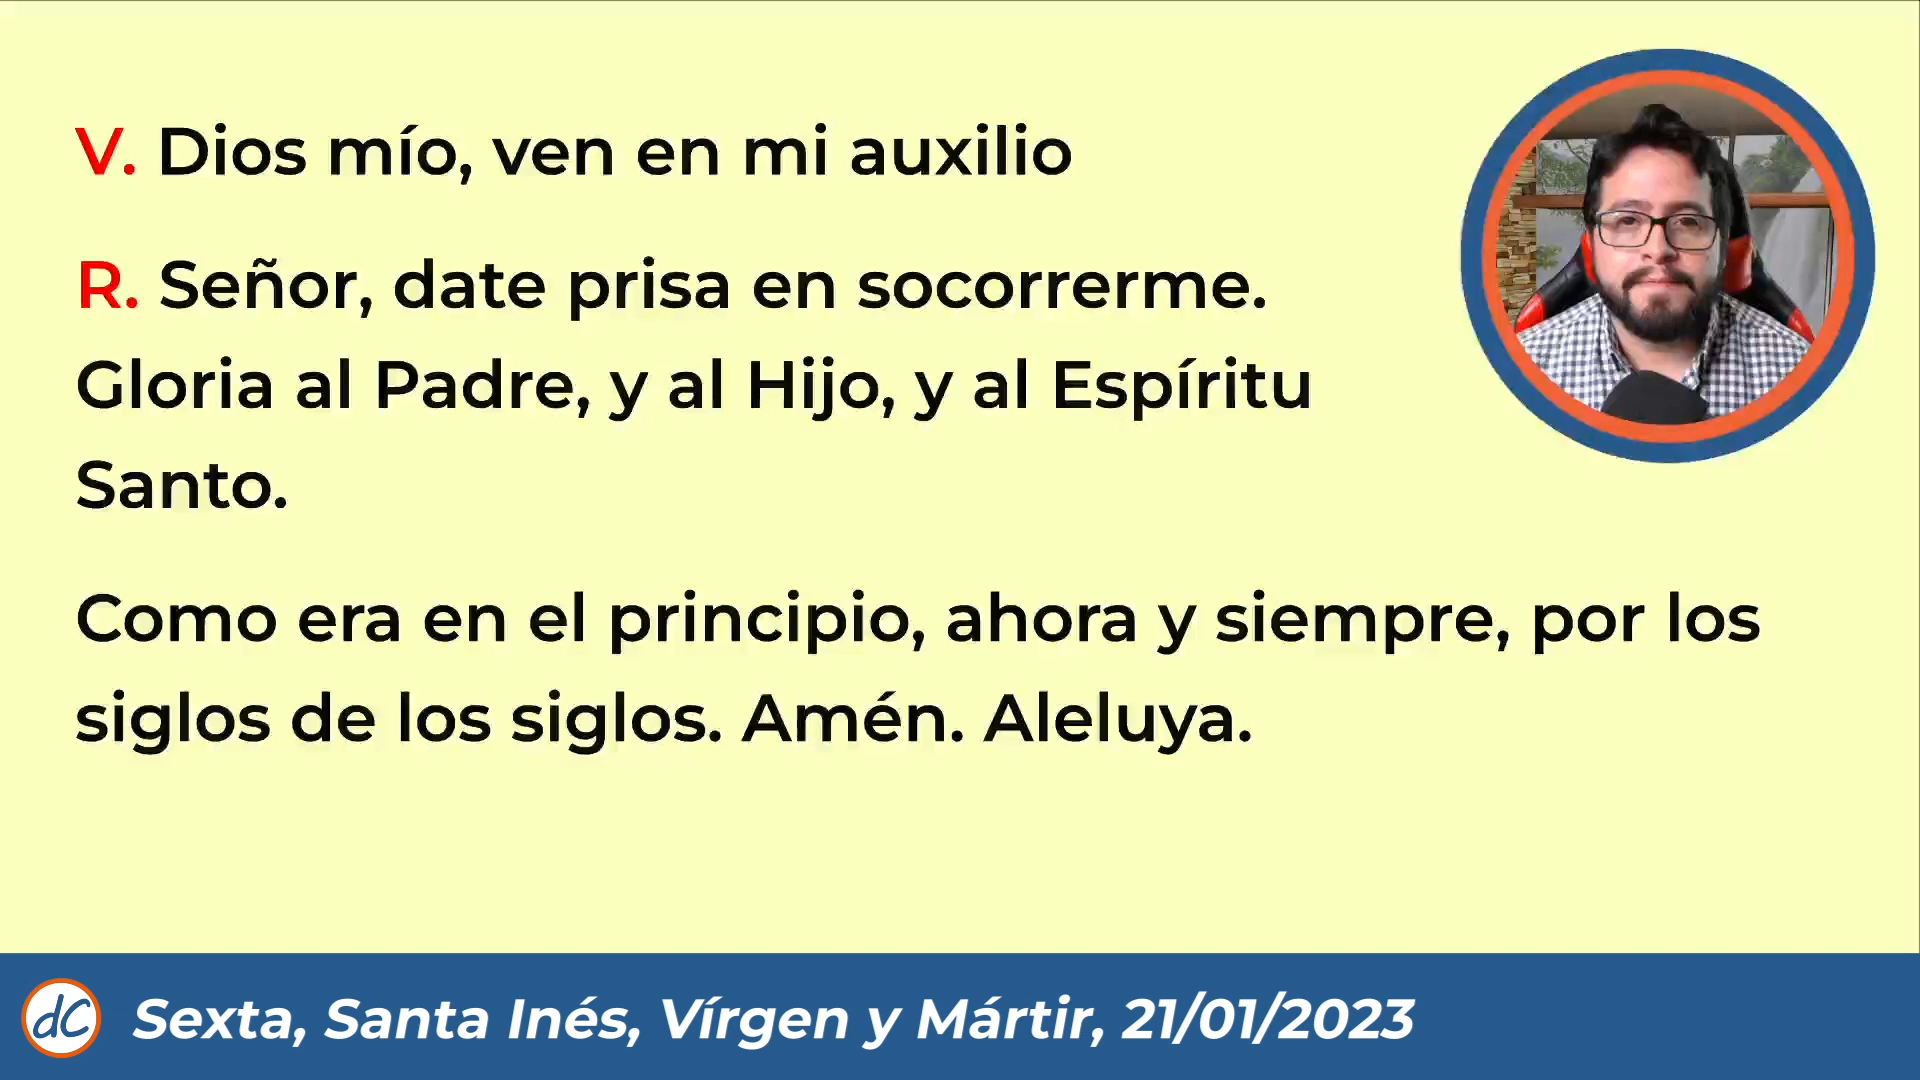 V. Dios mío, ven en mi auxilio
R. Señor, date prisa en socorrerme.
Gloria al Padre, y al Hijo, y al Espíritu
Santo.
Como era en el principio, ahora y siempre, por los
siglos de los siglos. Amén. Aleluya.
dC Sexta, Santa Inés, Vírgen y Mártir, 21/01/2023